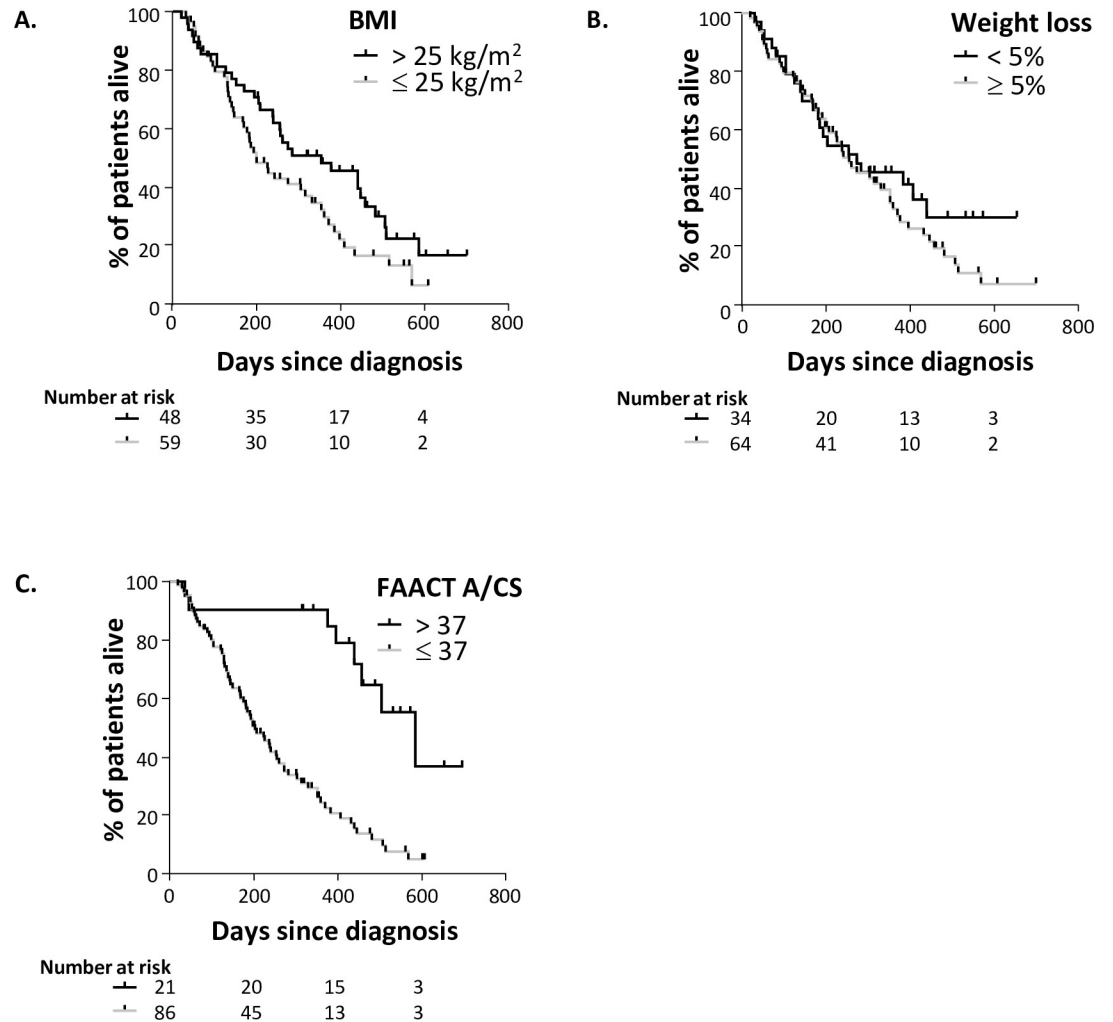 A.
BMI
> 25 kg/m²
≤ 25 kg/m²
% of patients alive
100
80
60
40
20
0
0 200 400 600 800
Days since diagnosis
Number at risk
48 35 17 4
59 30 10 2
B.
Weight loss
< 5%
≥ 5%
% of patients alive
100
80
60
40
20
0
0 200 400 600 800
Days since diagnosis
Number at risk
34 20 13 3
64 41 10 2
C.
FAACT A/CS
> 37
≤ 37
% of patients alive
100
80
60
40
20
0
0 200 400 600 800
Days since diagnosis
Number at risk
21 20 15 3
86 45 13 3